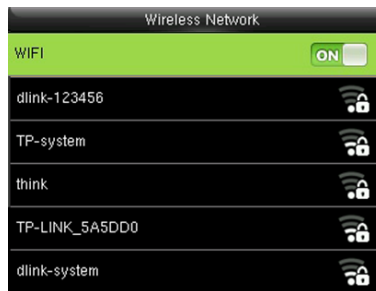 Wireless Network
WIFI ON
dlink-123456
TP-system
think
TP-LINK_5A5DD0
dlink-system